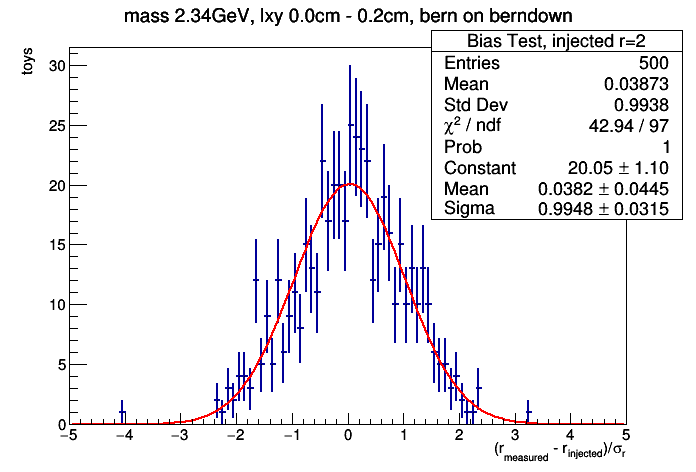 mass 2.34GeV, lxy 0.0cm - 0.2cm, bern on berndown
Bias Test, injected r=2
Entries 500
Mean 0.03873
Std Dev 0.9938
χ² / ndf 42.94 / 97
Prob 1
Constant 20.05 ± 1.10
Mean 0.0382 ± 0.0445
Sigma 0.9948 ± 0.0315
toys
30
25
20
15
10
5
0
−5 −4 −3 −2 −1 0 1 2 3 4 5
(r_measured - r_injected)/σ_r